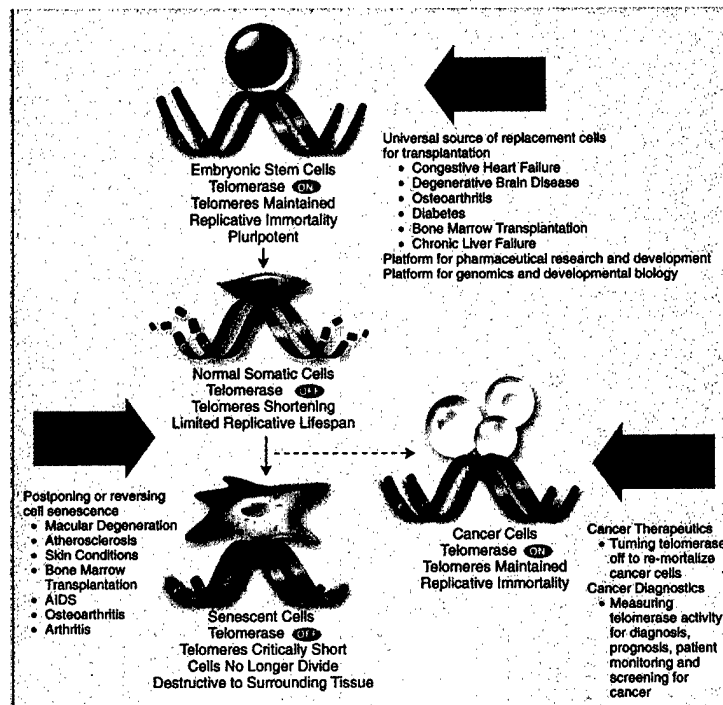 Embryonic Stem Cells
Telomerase ON
Telomeres Maintained
Replicative Immortality
Pluripotent
Universal source of replacement cells
for transplantation
• Congestive Heart Failure
• Degenerative Brain Disease
• Osteoarthritis
• Diabetes
• Bone Marrow Transplantation
• Chronic Liver Failure
Platform for pharmaceutical research and development
Platform for genomics and developmental biology
Normal Somatic Cells
Telomerase OFF
Telomeres Shortening
Limited Replicative Lifespan
Postponing or reversing
cell senescence
• Macular Degeneration
• Atherosclerosis
• Skin Conditions
• Bone Marrow
Transplantation
• AIDS
• Osteoarthritis
• Arthritis
Senescent Cells
Telomerase OFF
Telomeres Critically Short
Cells No Longer Divide
Destructive to Surrounding Tissue
Cancer Cells
Telomerase ON
Telomeres Maintained
Replicative Immortality
Cancer Therapeutics
• Turning telomerase
off to re-mortalize
cancer cells
Cancer Diagnostics
• Measuring
telomerase activity
for diagnosis,
prognosis, patient
monitoring and
screening for
cancer